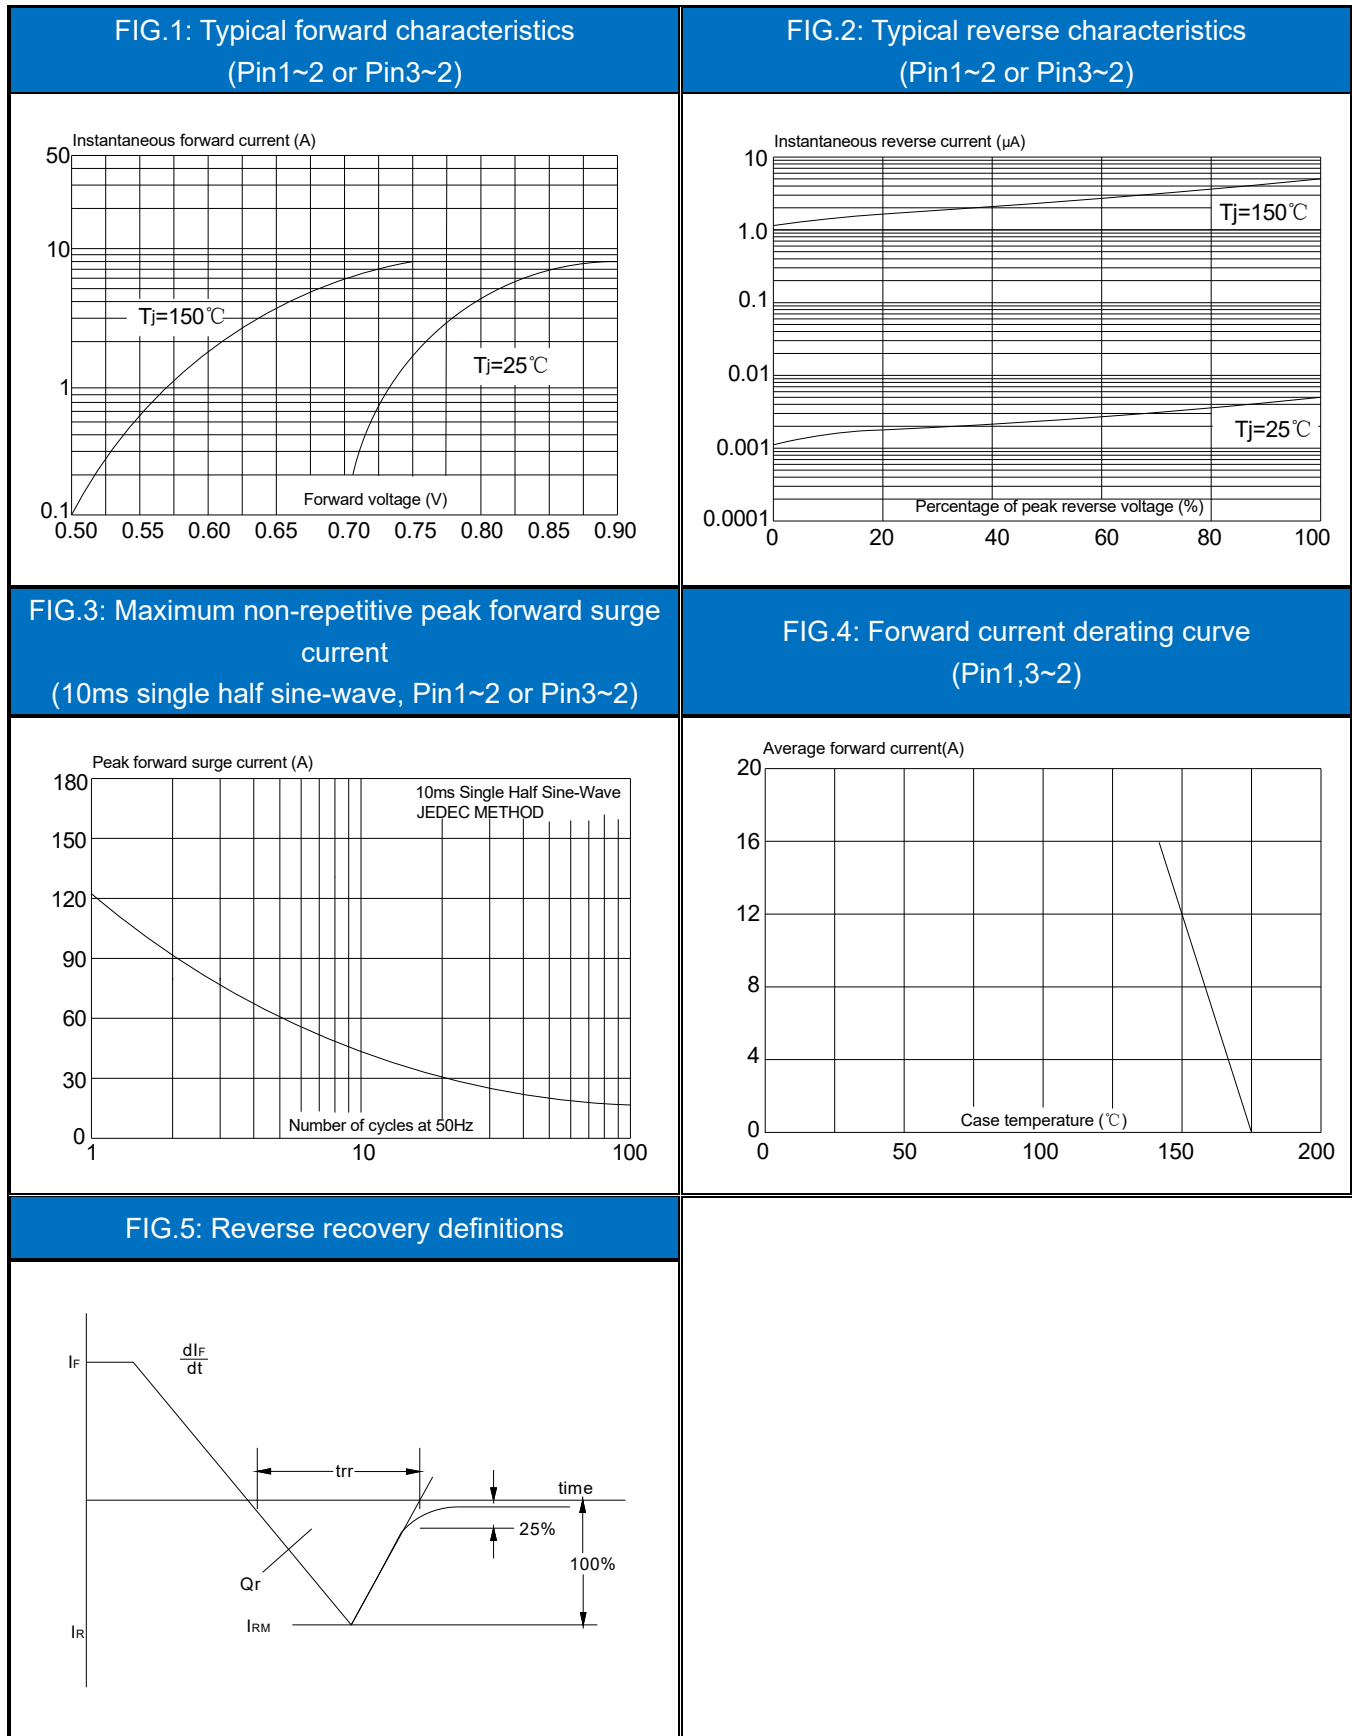 FIG.1: Typical forward characteristics
(Pin1~2 or Pin3~2)
Instantaneous forward current (A)
50
10
1
0.1
Tj=150℃
Tj=25℃
Forward voltage (V)
0.50 0.55 0.60 0.65 0.70 0.75 0.80 0.85 0.90
FIG.2: Typical reverse characteristics
(Pin1~2 or Pin3~2)
Instantaneous reverse current (μA)
10
1.0
0.1
0.01
0.001
0.0001
Tj=150℃
Tj=25℃
Percentage of peak reverse voltage (%)
0 20 40 60 80 100
FIG.3: Maximum non-repetitive peak forward surge
current
(10ms single half sine-wave, Pin1~2 or Pin3~2)
Peak forward surge current (A)
180
150
120
90
60
30
0
10ms Single Half Sine-Wave
JEDEC METHOD
Number of cycles at 50Hz
1 10 100
FIG.4: Forward current derating curve
(Pin1,3~2)
Average forward current(A)
20
16
12
8
4
0
Case temperature (℃)
0 50 100 150 200
FIG.5: Reverse recovery definitions
IF
dIF
dt
trr
time
25%
100%
Qr
IRM
IR